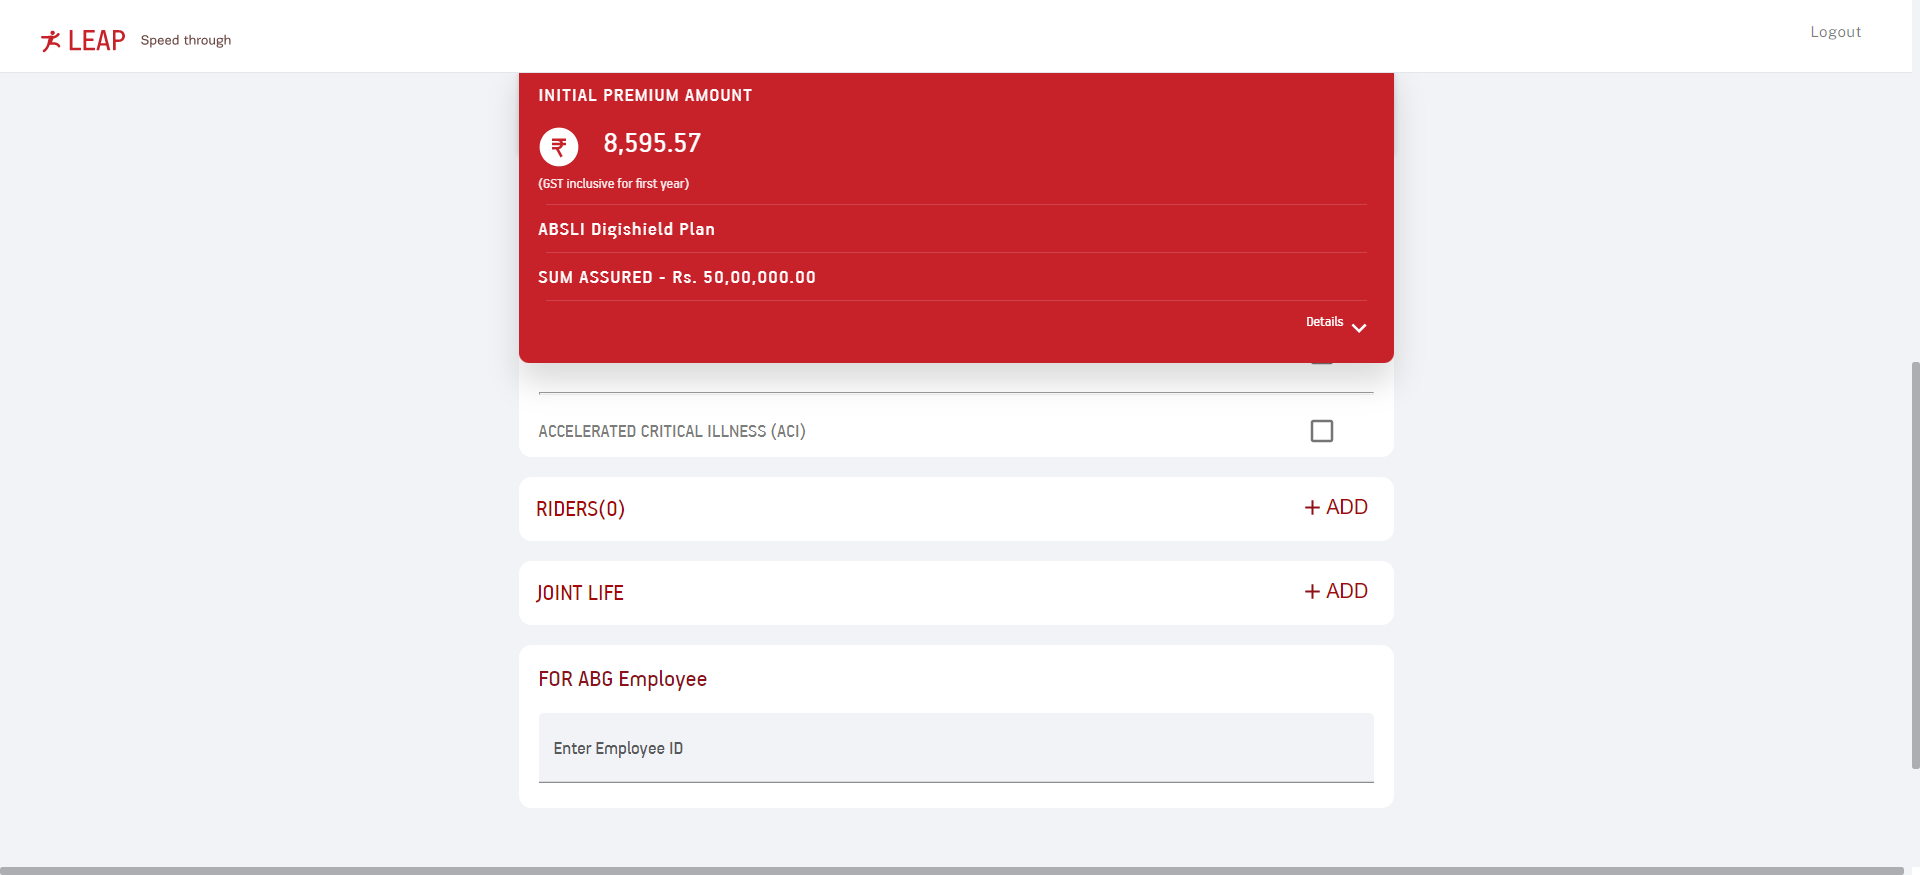 LEAP Speed through
Logout
INITIAL PREMIUM AMOUNT
₹ 8,595.57
(GST inclusive for first year)
ABSLI Digishield Plan
SUM ASSURED - Rs. 50,00,000.00
Details
ACCELERATED CRITICAL ILLNESS (ACI)
RIDERS(0) + ADD
JOINT LIFE + ADD
FOR ABG Employee
Enter Employee ID